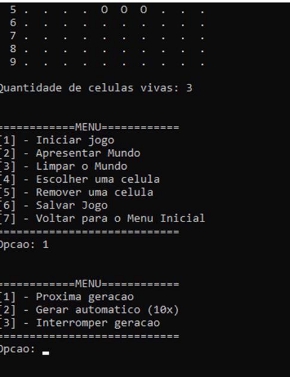 5 . . . . O O O . . .
6 . . . . . . . . . .
7 . . . . . . . . . .
8 . . . . . . . . . .
9 . . . . . . . . . .
Quantidade de celulas vivas: 3
============MENU============
[1] - Iniciar jogo
[2] - Apresentar Mundo
[3] - Limpar o Mundo
[4] - Escolher uma celula
[5] - Remover uma celula
[6] - Salvar Jogo
[7] - Voltar para o Menu Inicial
============================
Opcao: 1
============MENU============
[1] - Proxima geracao
[2] - Gerar automatico (10x)
[3] - Interromper geracao
============================
Opcao: